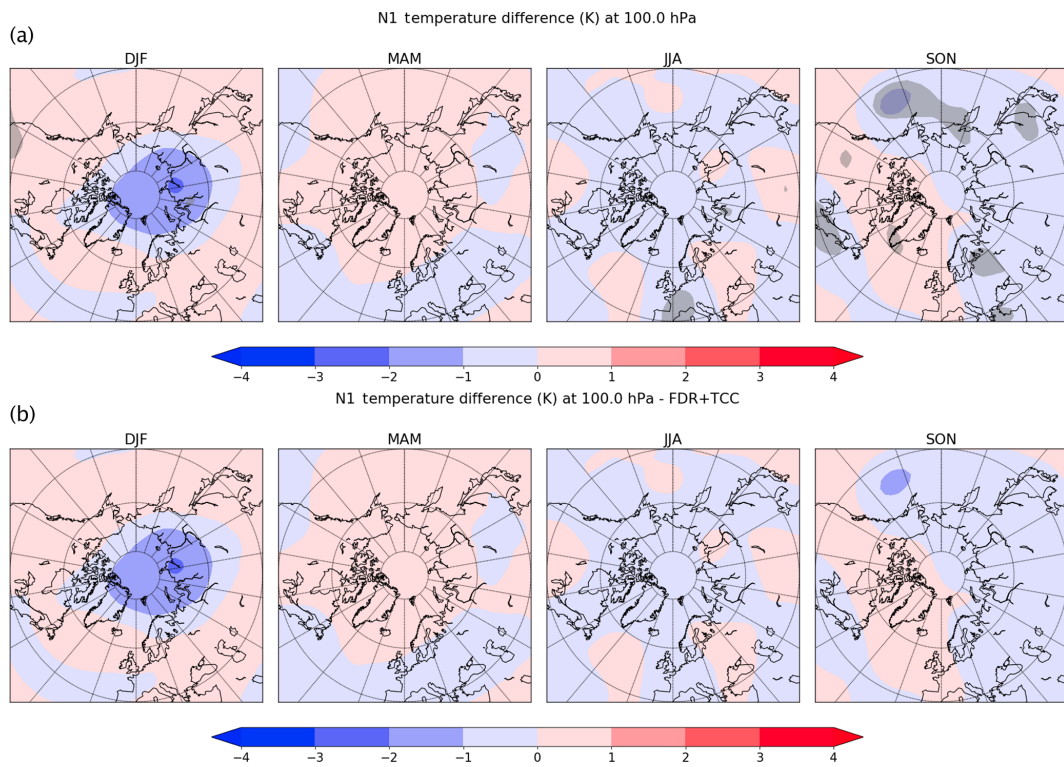 N1 temperature difference (K) at 100.0 hPa
(a)
DJF MAM JJA SON
−4 −3 −2 −1 0 1 2 3 4
(b)
N1 temperature difference (K) at 100.0 hPa - FDR+TCC
DJF MAM JJA SON
−4 −3 −2 −1 0 1 2 3 4